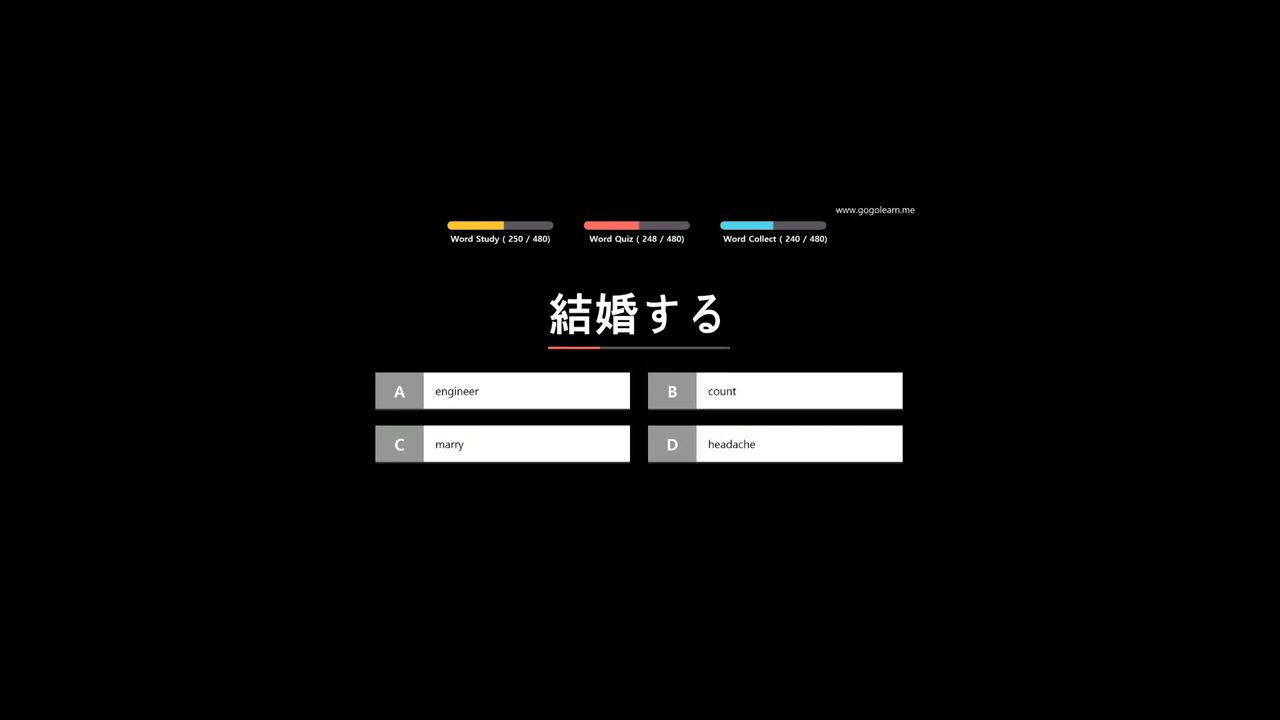 www.gogolearn.me
Word Study ( 250 / 480)
Word Quiz ( 248 / 480)
Word Collect ( 240 / 480)
結婚する
A engineer
B count
C marry
D headache